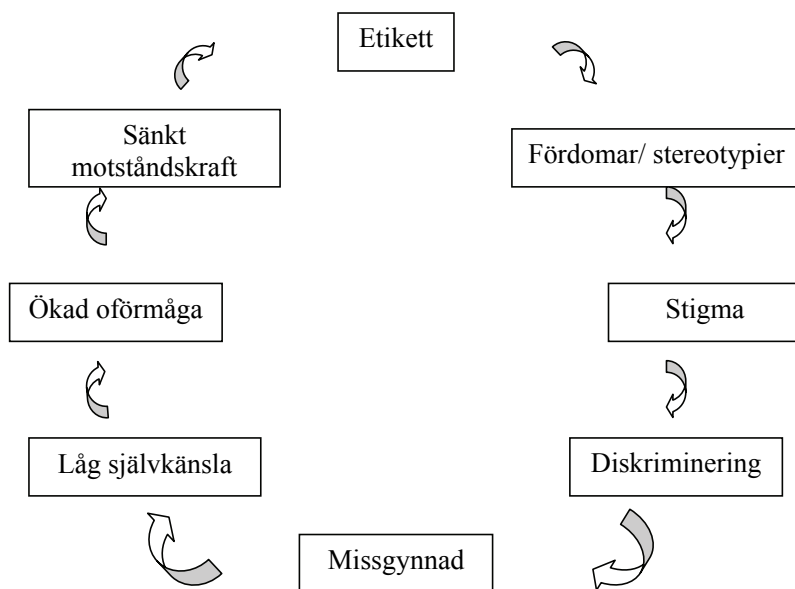 Etikett
Sänkt
motståndskraft
Fördomar/ stereotypier
Ökad oförmåga
Stigma
Låg självkänsla
Diskriminering
Missgynnad